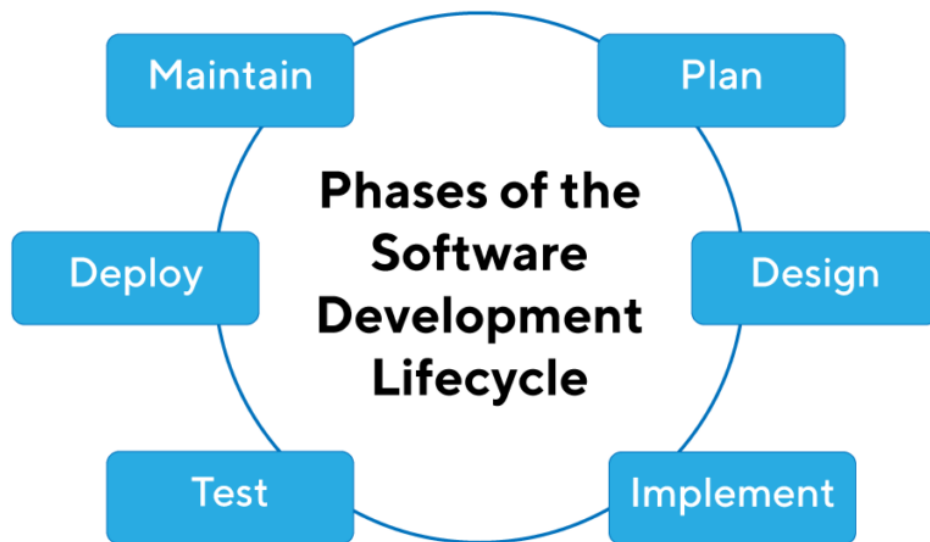 Maintain
Plan
Phases of the
Software
Development
Lifecycle
Deploy
Design
Test
Implement